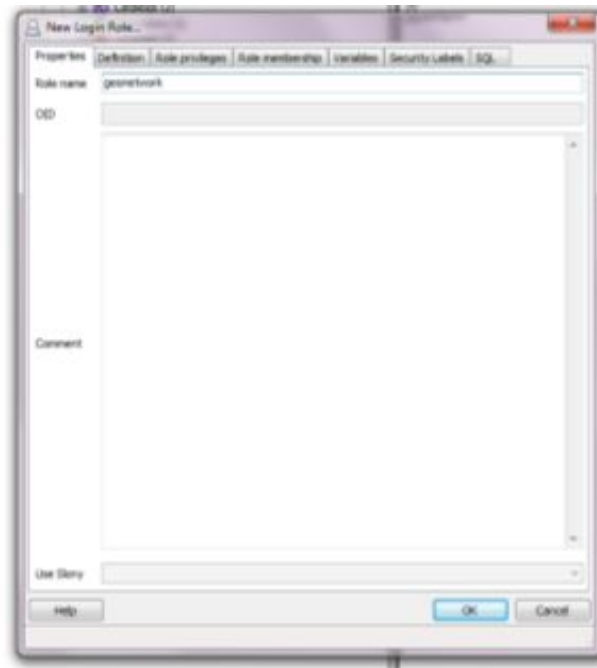 New Login Role...
Properties Definition Role privileges Role membership Variables Security Labels SQL
Role name geonetwork
OID
Comment
Use Slony
Help OK Cancel